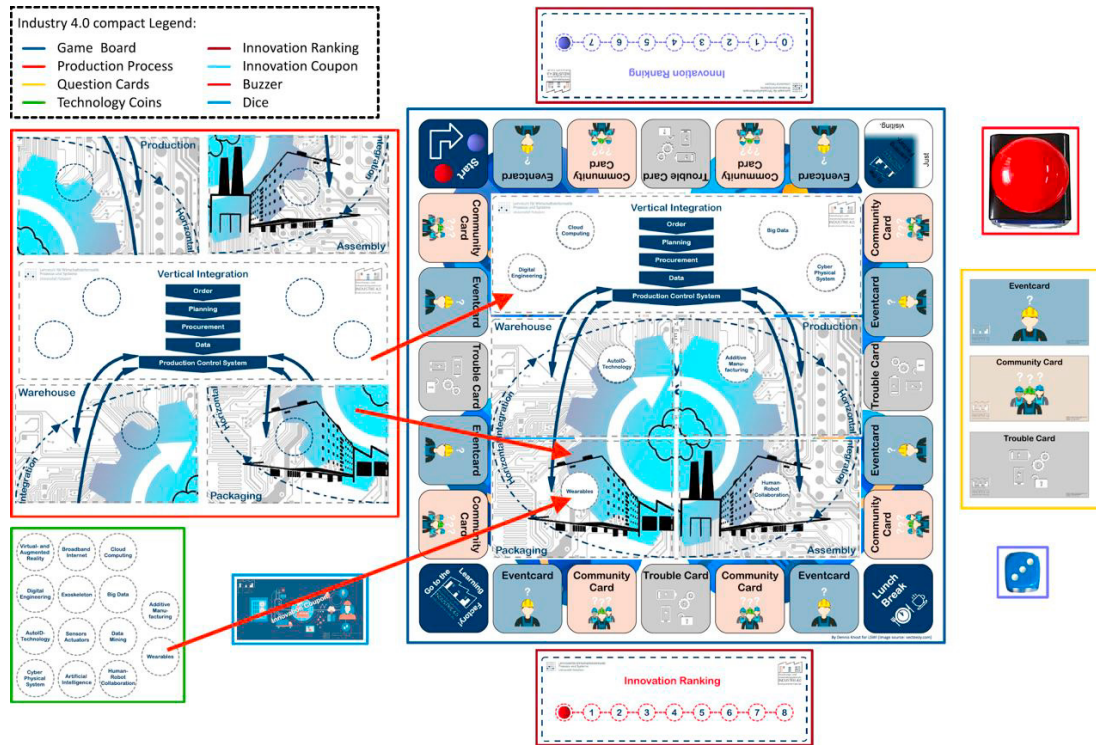 Industry 4.0 compact Legend:
Game Board
Production Process
Question Cards
Technology Coins
Innovation Ranking
Innovation Coupon
Buzzer
Dice
0
1
2
3
4
5
6
7
Innovation Ranking
Production
Horizontal
Integration
Assembly
Vertical Integration
Order
Planning
Procurement
Data
Production Control System
Warehouse
Integration
Horizontal
Packaging
Start
Eventcard
Community
Card
Trouble Card
Community
Card
Eventcard
Just
visiting.
Community
Card
Eventcard
Trouble Card
Eventcard
Community
Card
Vertical Integration
Cloud
Computing
Big Data
Digital
Engineering
Cyber
Physical
System
Order
Planning
Procurement
Data
Production Control System
Warehouse
Production
AutoID-
Technology
Additive
Manu-
facturing
Horizontal
Integration
Horizontal
Integration
Wearables
Human-
Robot
Collaboration
Packaging
Assembly
Community
Card
Eventcard
Trouble Card
Eventcard
Community
Card
Go to the
Learning
Factory!
Eventcard
Community
Card
Trouble Card
Community
Card
Eventcard
Lunch
Break
Eventcard
Community Card
Trouble Card
Virtual- and
Augmented
Reality
Broadband
Internet
Cloud
Computing
Digital
Engineering
Exoskeleton
Big Data
Additive
Manu-
facturing
AutoID-
Technology
Sensors
Actuators
Data
Mining
Wearables
Cyber
Physical
System
Artificial
Intelligence
Human-
Robot
Collaboration
Innovation Coupon
Innovation Ranking
1
2
3
4
5
6
7
8